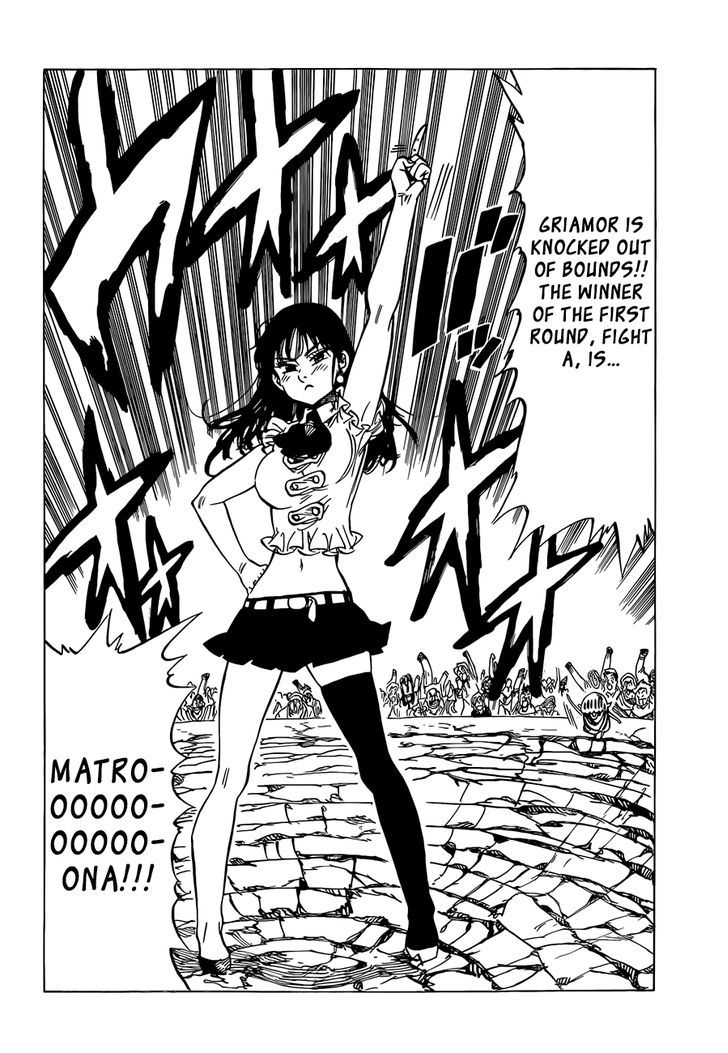 GRIAMOR IS
KNOCKED OUT
OF BOUNDS!!
THE WINNER
OF THE FIRST
ROUND, FIGHT
A, IS...
MATRO-
OOOOO-
OOOOO-
ONA!!!